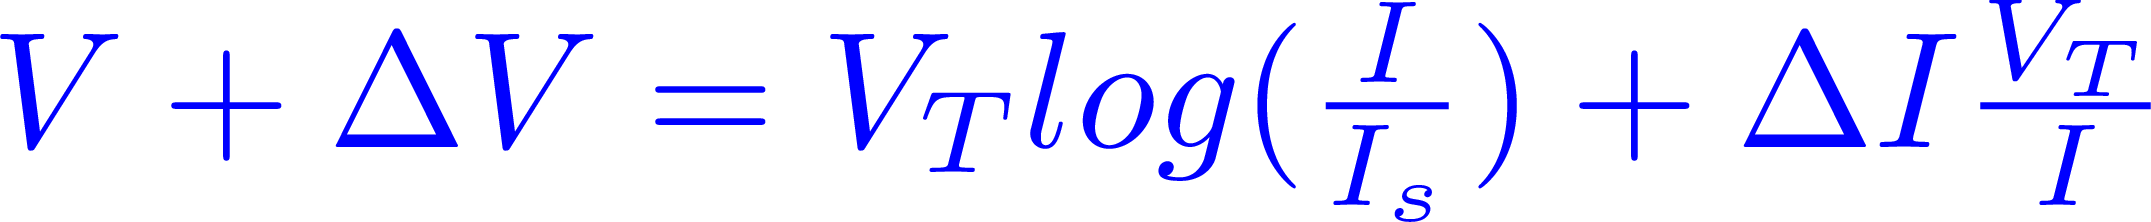 V + ΔV = V_T log(I/I_s) + ΔI V_T/I